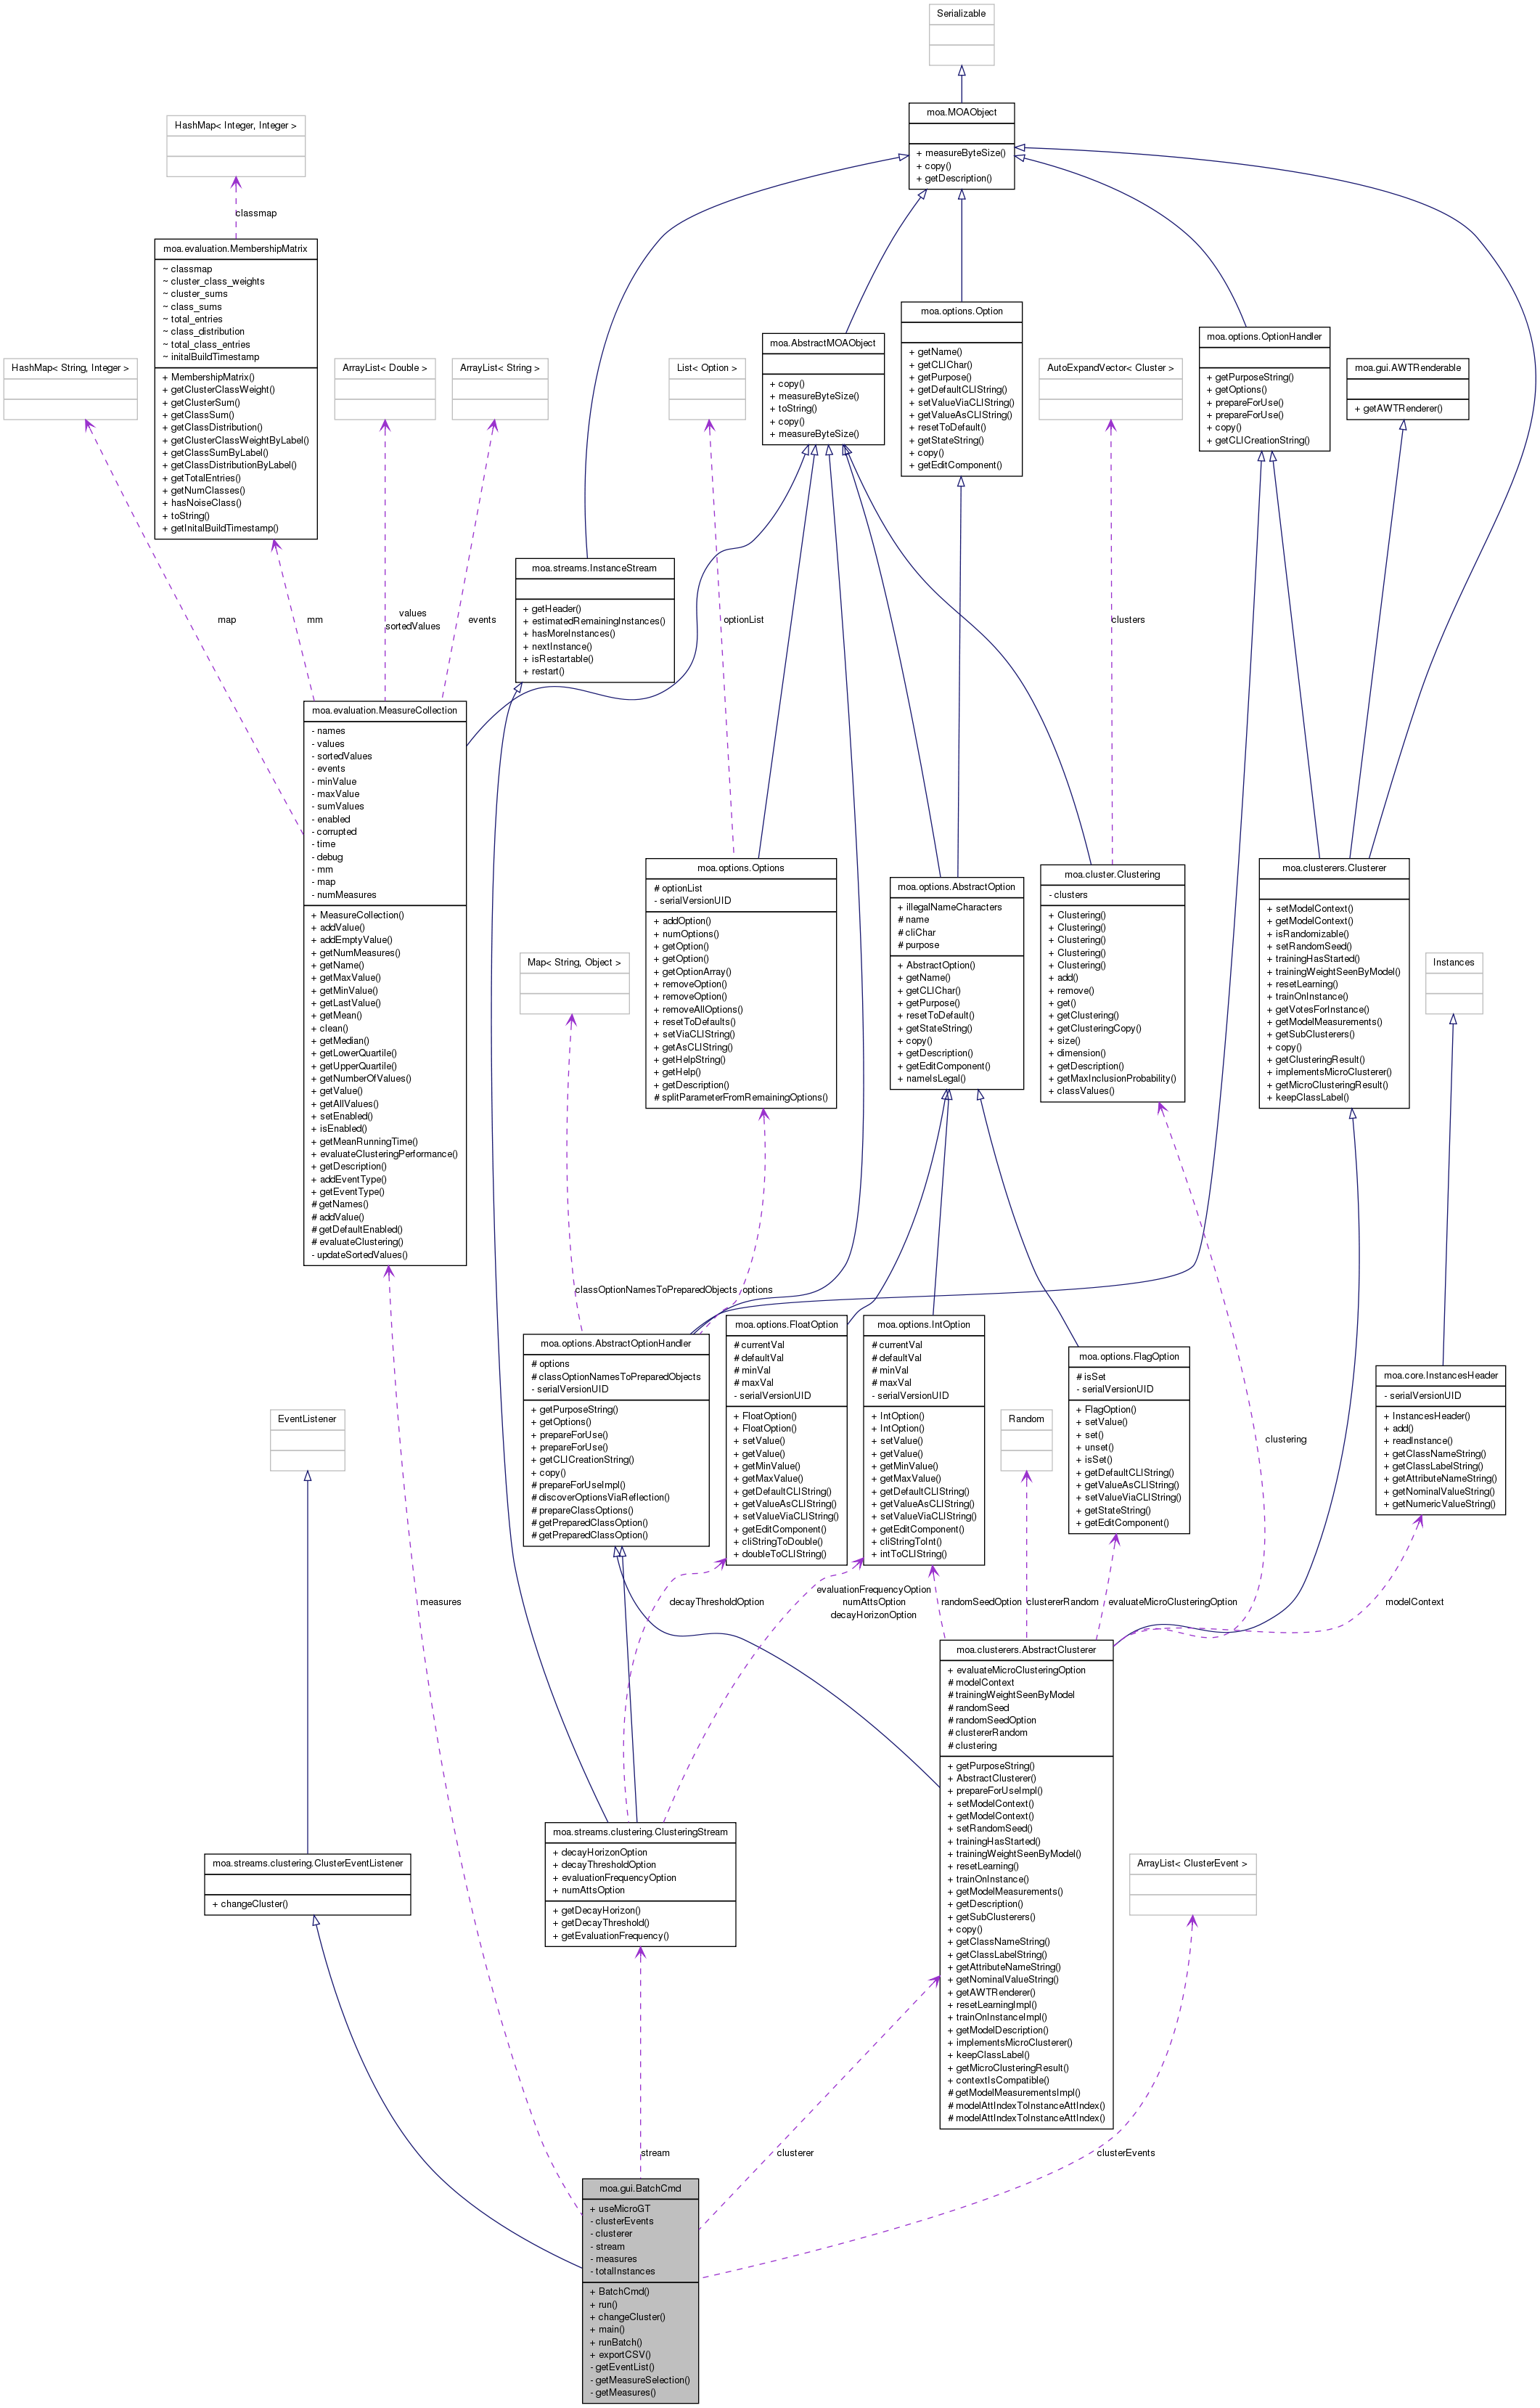 Serializable
moa.MOAObject
+ measureByteSize()
+ copy()
+ getDescription()
HashMap< Integer, Integer >
classmap
moa.evaluation.MembershipMatrix
~ classmap
~ cluster_class_weights
~ cluster_sums
~ class_sums
~ total_entries
~ class_distribution
~ total_class_entries
~ initalBuildTimestamp
+ MembershipMatrix()
+ getClusterClassWeight()
+ getClusterSum()
+ getClassSum()
+ getClassDistribution()
+ getClusterClassWeightByLabel()
+ getClassSumByLabel()
+ getClassDistributionByLabel()
+ getTotalEntries()
+ getNumClasses()
+ hasNoiseClass()
+ toString()
+ getInitalBuildTimestamp()
HashMap< String, Integer >
ArrayList< Double >
ArrayList< String >
List< Option >
moa.AbstractMOAObject
+ copy()
+ measureByteSize()
+ toString()
+ copy()
+ measureByteSize()
moa.options.Option
+ getName()
+ getCLIChar()
+ getPurpose()
+ getDefaultCLIString()
+ setValueViaCLIString()
+ getValueAsCLIString()
+ resetToDefault()
+ getStateString()
+ copy()
+ getEditComponent()
AutoExpandVector< Cluster >
moa.options.OptionHandler
+ getPurposeString()
+ getOptions()
+ prepareForUse()
+ prepareForUse()
+ copy()
+ getCLICreationString()
moa.gui.AWTRenderable
+ getAWTRenderer()
moa.streams.InstanceStream
+ getHeader()
+ estimatedRemainingInstances()
+ hasMoreInstances()
+ nextInstance()
+ isRestartable()
+ restart()
map
mm
values
sortedValues
events
optionList
clusters
moa.evaluation.MeasureCollection
- names
- values
- sortedValues
- events
- minValue
- maxValue
- sumValues
- enabled
- corrupted
- time
- debug
- mm
- map
- numMeasures
+ MeasureCollection()
+ addValue()
+ addEmptyValue()
+ getNumMeasures()
+ getName()
+ getMaxValue()
+ getMinValue()
+ getLastValue()
+ getMean()
+ clean()
+ getMedian()
+ getLowerQuartile()
+ getUpperQuartile()
+ getNumberOfValues()
+ getValue()
+ getAllValues()
+ setEnabled()
+ isEnabled()
+ getMeanRunningTime()
+ evaluateClusteringPerformance()
+ getDescription()
+ addEventType()
+ getEventType()
# getNames()
# addValue()
# getDefaultEnabled()
# evaluateClustering()
- updateSortedValues()
Map< String, Object >
moa.options.Options
# optionList
- serialVersionUID
+ addOption()
+ numOptions()
+ getOption()
+ getOption()
+ getOptionArray()
+ removeOption()
+ removeOption()
+ removeAllOptions()
+ resetToDefaults()
+ setViaCLIString()
+ getAsCLIString()
+ getHelpString()
+ getHelp()
+ getDescription()
# splitParameterFromRemainingOptions()
moa.options.AbstractOption
+ illegalNameCharacters
# name
# cliChar
# purpose
+ AbstractOption()
+ getName()
+ getCLIChar()
+ getPurpose()
+ resetToDefault()
+ getStateString()
+ copy()
+ getDescription()
+ getEditComponent()
+ nameIsLegal()
moa.cluster.Clustering
- clusters
+ Clustering()
+ Clustering()
+ Clustering()
+ Clustering()
+ Clustering()
+ add()
+ remove()
+ get()
+ getClustering()
+ getClusteringCopy()
+ size()
+ dimension()
+ getDescription()
+ getMaxInclusionProbability()
+ classValues()
moa.clusterers.Clusterer
+ setModelContext()
+ getModelContext()
+ isRandomizable()
+ setRandomSeed()
+ trainingHasStarted()
+ trainingWeightSeenByModel()
+ resetLearning()
+ trainOnInstance()
+ getVotesForInstance()
+ getModelMeasurements()
+ getSubClusterers()
+ copy()
+ getClusteringResult()
+ implementsMicroClusterer()
+ getMicroClusteringResult()
+ keepClassLabel()
Instances
classOptionNamesToPreparedObjects
options
moa.options.AbstractOptionHandler
# options
# classOptionNamesToPreparedObjects
- serialVersionUID
+ getPurposeString()
+ getOptions()
+ prepareForUse()
+ prepareForUse()
+ getCLICreationString()
+ copy()
# prepareForUseImpl()
# discoverOptionsViaReflection()
# prepareClassOptions()
# getPreparedClassOption()
# getPreparedClassOption()
moa.options.FloatOption
# currentVal
# defaultVal
# minVal
# maxVal
- serialVersionUID
+ FloatOption()
+ FloatOption()
+ setValue()
+ getValue()
+ getMinValue()
+ getMaxValue()
+ getDefaultCLIString()
+ getValueAsCLIString()
+ setValueViaCLIString()
+ getEditComponent()
+ cliStringToDouble()
+ doubleToCLIString()
moa.options.IntOption
# currentVal
# defaultVal
# minVal
# maxVal
- serialVersionUID
+ IntOption()
+ IntOption()
+ setValue()
+ getValue()
+ getMinValue()
+ getMaxValue()
+ getDefaultCLIString()
+ getValueAsCLIString()
+ setValueViaCLIString()
+ getEditComponent()
+ cliStringToInt()
+ intToCLIString()
moa.options.FlagOption
# isSet
- serialVersionUID
+ FlagOption()
+ setValue()
+ set()
+ unset()
+ isSet()
+ getDefaultCLIString()
+ getValueAsCLIString()
+ setValueViaCLIString()
+ getStateString()
+ getEditComponent()
moa.core.InstancesHeader
- serialVersionUID
+ InstancesHeader()
+ add()
+ readInstance()
+ getClassNameString()
+ getClassLabelString()
+ getAttributeNameString()
+ getNominalValueString()
+ getNumericValueString()
EventListener
Random
clustering
measures
decayThresholdOption
evaluationFrequencyOption
numAttsOption
decayHorizonOption
randomSeedOption
clustererRandom
evaluateMicroClusteringOption
modelContext
moa.clusterers.AbstractClusterer
+ evaluateMicroClusteringOption
# modelContext
# trainingWeightSeenByModel
# randomSeed
# randomSeedOption
# clustererRandom
# clustering
+ getPurposeString()
+ AbstractClusterer()
+ prepareForUseImpl()
+ setModelContext()
+ getModelContext()
+ setRandomSeed()
+ trainingHasStarted()
+ trainingWeightSeenByModel()
+ resetLearning()
+ trainOnInstance()
+ getModelMeasurements()
+ getDescription()
+ getSubClusterers()
+ copy()
+ getClassNameString()
+ getClassLabelString()
+ getAttributeNameString()
+ getNominalValueString()
+ getAWTRenderer()
+ resetLearningImpl()
+ trainOnInstanceImpl()
+ getModelDescription()
+ implementsMicroClusterer()
+ keepClassLabel()
+ getMicroClusteringResult()
+ contextIsCompatible()
# getModelMeasurementsImpl()
# modelAttIndexToInstanceAttIndex()
# modelAttIndexToInstanceAttIndex()
moa.streams.clustering.ClusterEventListener
+ changeCluster()
moa.streams.clustering.ClusteringStream
+ decayHorizonOption
+ decayThresholdOption
+ evaluationFrequencyOption
+ numAttsOption
+ getDecayHorizon()
+ getDecayThreshold()
+ getEvaluationFrequency()
ArrayList< ClusterEvent >
stream
clusterer
clusterEvents
moa.gui.BatchCmd
+ useMicroGT
- clusterEvents
- clusterer
- stream
- measures
- totalInstances
+ BatchCmd()
+ run()
+ changeCluster()
+ main()
+ runBatch()
+ exportCSV()
- getEventList()
- getMeasureSelection()
- getMeasures()